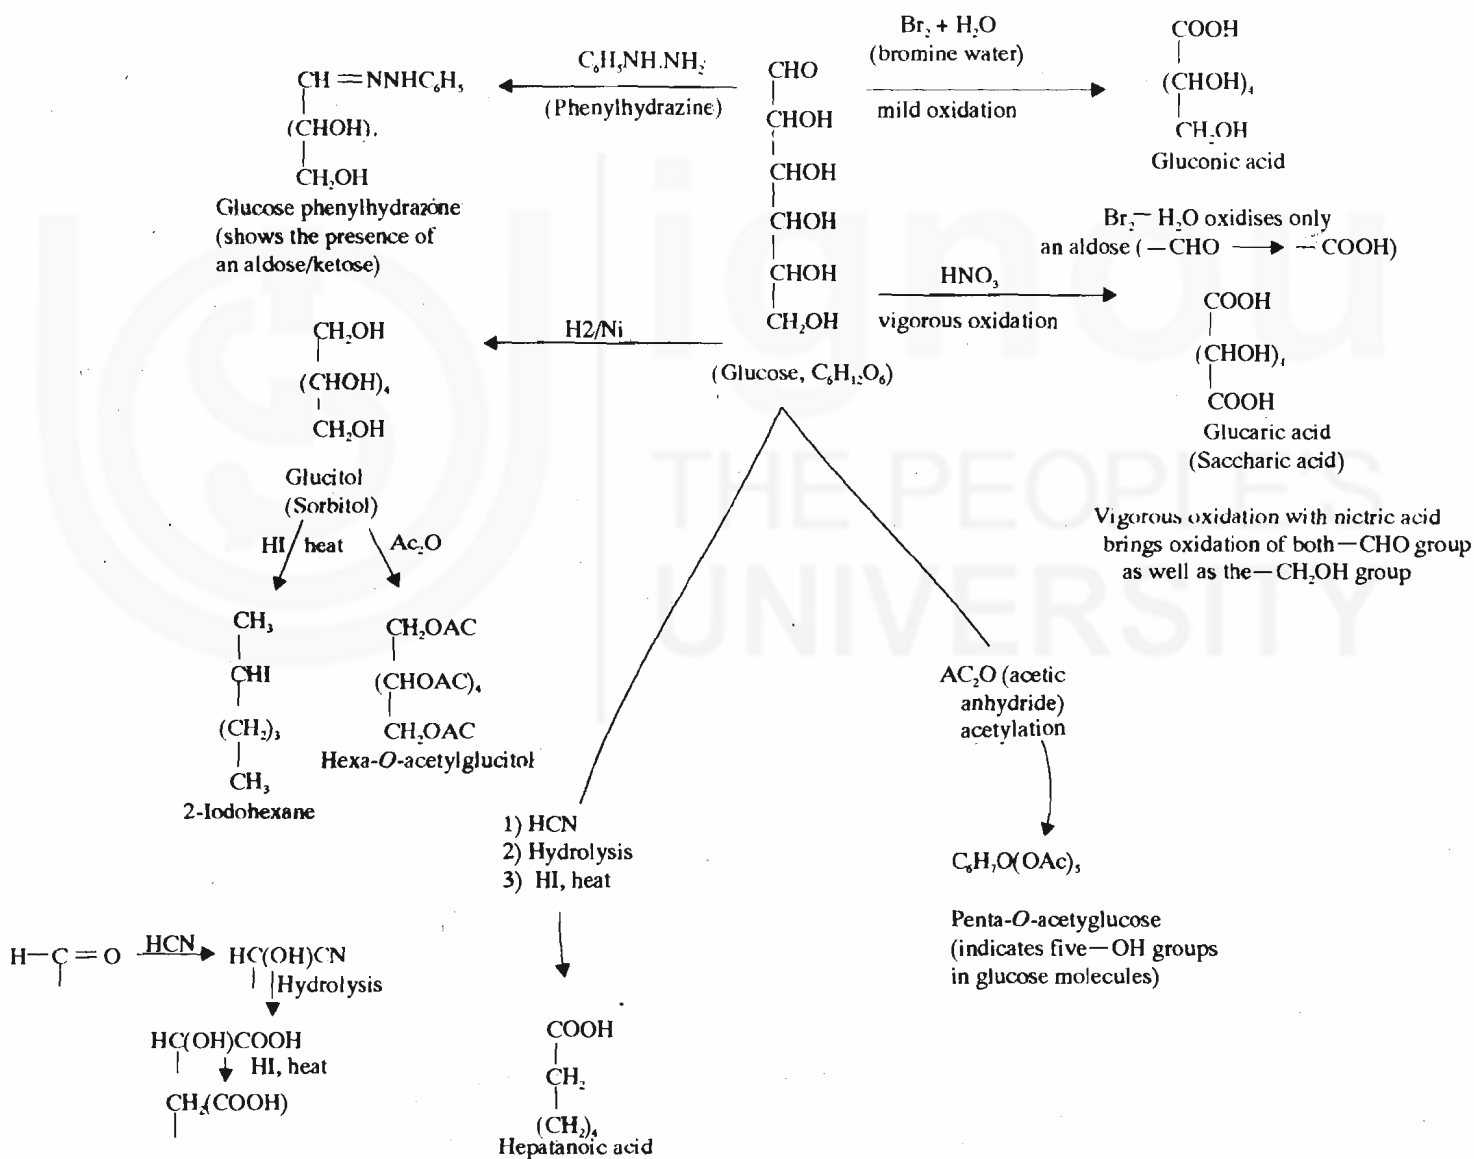 C₆H₅NH.NH₂
(Phenylhydrazine)
CH=NNHC₆H₅
(CHOH).
CH₂OH
Glucose phenylhydrazone
(shows the presence of
an aldose/ketose)
CHO
CHOH
CHOH
CHOH
CHOH
CH₂OH
(Glucose, C₆H₁₂O₆)
Br₂ + H₂O
(bromine water)
mild oxidation
COOH
(CHOH)₄
CH₂OH
Gluconic acid
Br₂—H₂O oxidises only
an aldose (—CHO → —COOH)
HNO₃
vigorous oxidation
COOH
(CHOH)₄
COOH
Glucaric acid
(Saccharic acid)
Vigorous oxidation with nictric acid
brings oxidation of both—CHO group
as well as the—CH₂OH group
H2/Ni
CH₂OH
(CHOH)₄
CH₂OH
Glucitol
(Sorbitol)
HI heat
Ac₂O
CH₃
CHI
(CH₂)₃
CH₃
2-Iodohexane
CH₂OAC
(CHOAC)₄
CH₂OAC
Hexa-O-acetylglucitol
AC₂O (acetic
anhydride)
acetylation
C₆H₇O(OAc)₅
Penta-O-acetyglucose
(indicates five—OH groups
in glucose molecules)
1) HCN
2) Hydrolysis
3) HI, heat
COOH
CH₂
(CH₂)₄
Hepatanoic acid
H—C=O
HCN
HC(OH)CN
Hydrolysis
HC(OH)COOH
HI, heat
CH₂(COOH)
ignou
THE PEOPLE'S
UNIVERSITY